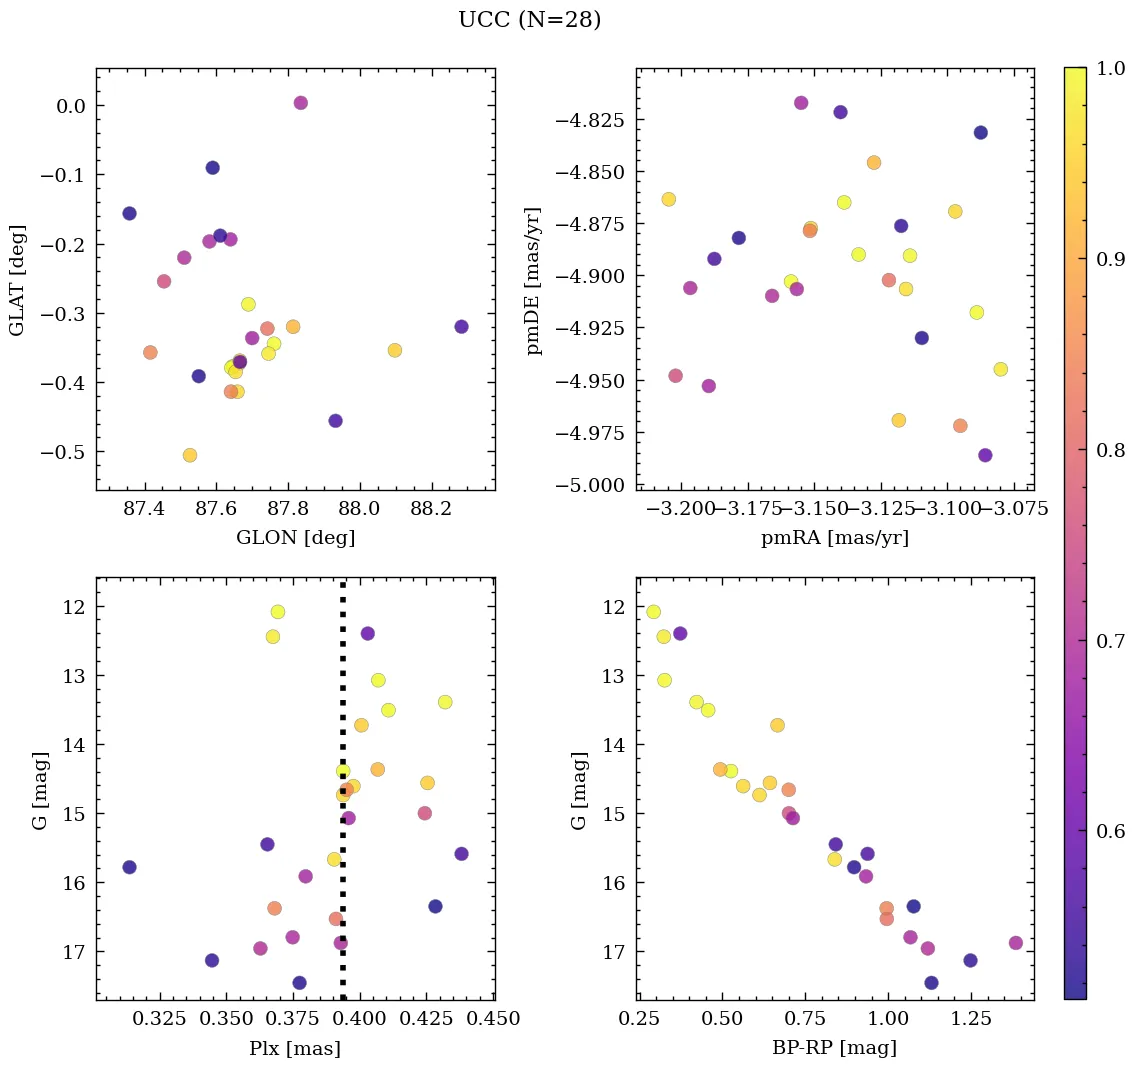 UCC (N=28)
0.0
−0.1
−0.2
−0.3
−0.4
−0.5
GLAT [deg]
87.4 87.6 87.8 88.0 88.2
GLON [deg]
−4.825
−4.850
−4.875
−4.900
−4.925
−4.950
−4.975
−5.000
pmDE [mas/yr]
−3.200 −3.175 −3.150 −3.125 −3.100 −3.075
pmRA [mas/yr]
12
13
14
15
16
17
G [mag]
0.325 0.350 0.375 0.400 0.425 0.450
Plx [mas]
12
13
14
15
16
17
G [mag]
0.25 0.50 0.75 1.00 1.25
BP-RP [mag]
1.0
0.9
0.8
0.7
0.6